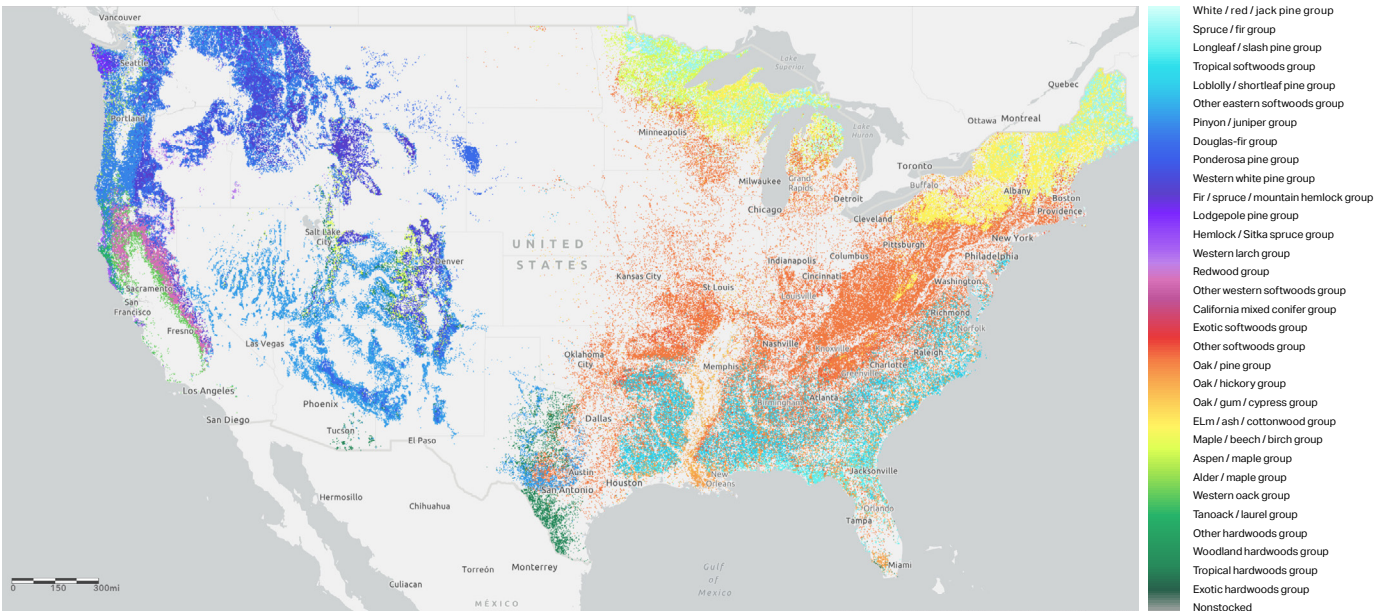 Vancouver
Seattle
Portland
Sacramento
San
Francisco
Fresno
Las Vegas
Los Angeles
San Diego
Phoenix
Tucson
El Paso
Salt Lake
City
Denver
UNITED
STATES
Minneapolis
Lake
Superior
Lake
Huron
Milwaukee
Grand
Rapids
Chicago
Detroit
Toronto
Buffalo
Ottawa
Montreal
Quebec
Albany
Boston
Providence
Cleveland
New York
Pittsburgh
Philadelphia
Columbus
Indianapolis
Cincinnati
Washington
Kansas City
St Louis
Louisville
Richmond
Norfolk
Nashville
Knoxville
Raleigh
Oklahoma
City
Memphis
Charlotte
Birmingham
Atlanta
Dallas
Austin
San Antonio
Houston
New
Orleans
Jacksonville
Orlando
Tampa
Miami
Hermosillo
Chihuahua
Torreón
Monterrey
Culiacan
MÉXICO
Gulf
of
Mexico
0 150 300mi
White / red / jack pine group
Spruce / fir group
Longleaf / slash pine group
Tropical softwoods group
Loblolly / shortleaf pine group
Other eastern softwoods group
Pinyon / juniper group
Douglas-fir group
Ponderosa pine group
Western white pine group
Fir / spruce / mountain hemlock group
Lodgepole pine group
Hemlock / Sitka spruce group
Western larch group
Redwood group
Other western softwoods group
California mixed conifer group
Exotic softwoods group
Other softwoods group
Oak / pine group
Oak / hickory group
Oak / gum / cypress group
ELm / ash / cottonwood group
Maple / beech / birch group
Aspen / maple group
Alder / maple group
Western oack group
Tanoack / laurel group
Other hardwoods group
Woodland hardwoods group
Tropical hardwoods group
Exotic hardwoods group
Nonstocked